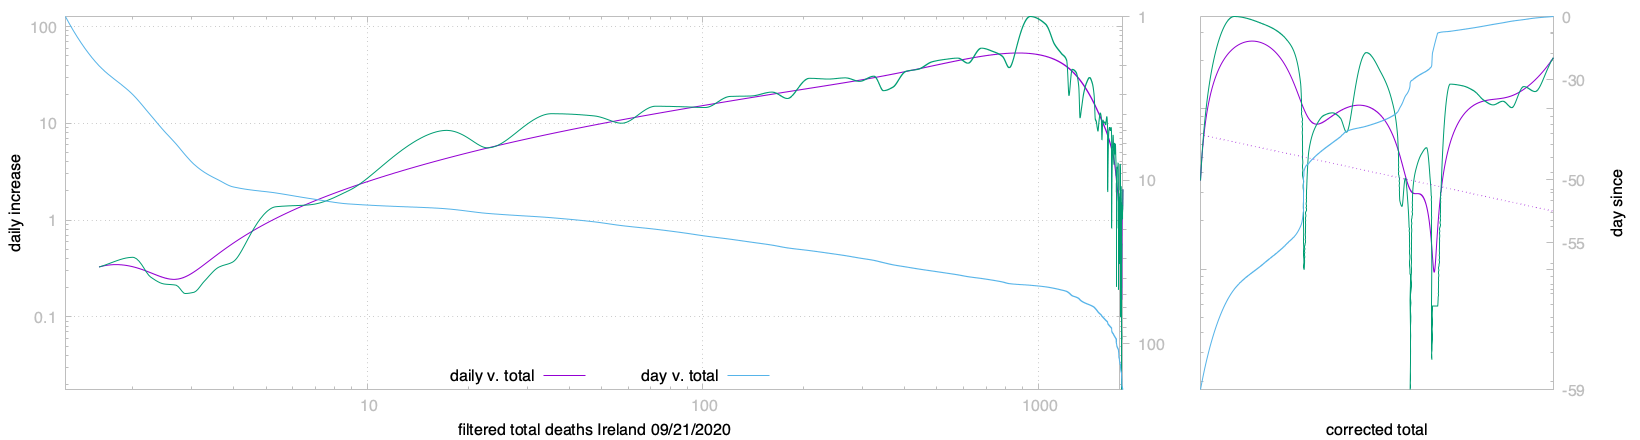 100
10
1
0.1
daily increase
10
100
1000
1
10
100
daily v. total
day v. total
filtered total deaths Ireland 09/21/2020
0
-30
-50
-55
-59
day since
corrected total